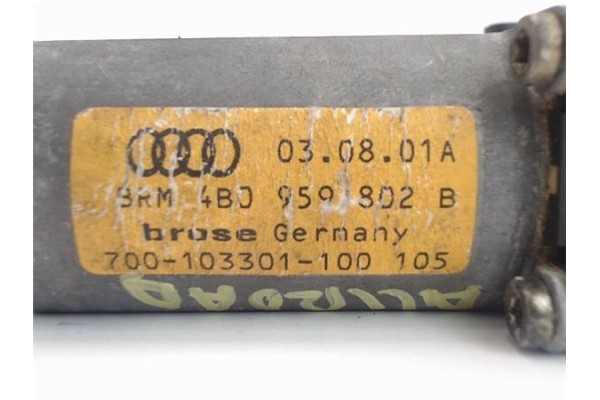 03.08.01A
BRM 4B0 959 802 B
brose Germany
700-103301-100 105
ALLROAD